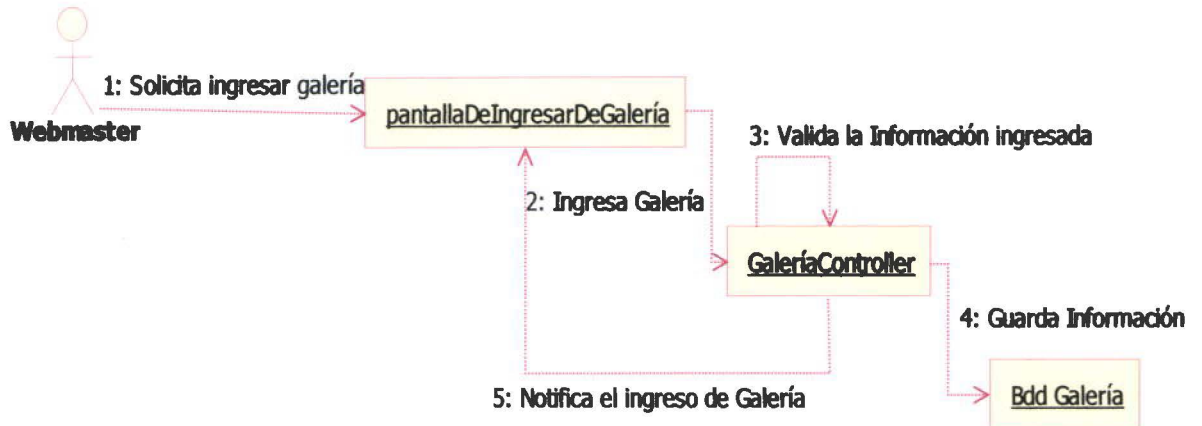 1: Solicita ingresar galería
Webmaster
pantallaDeIngresarDeGalería
2: Ingresa Galería
3: Valida la Información ingresada
GaleríaController
4: Guarda Información
5: Notifica el ingreso de Galería
Bdd Galería